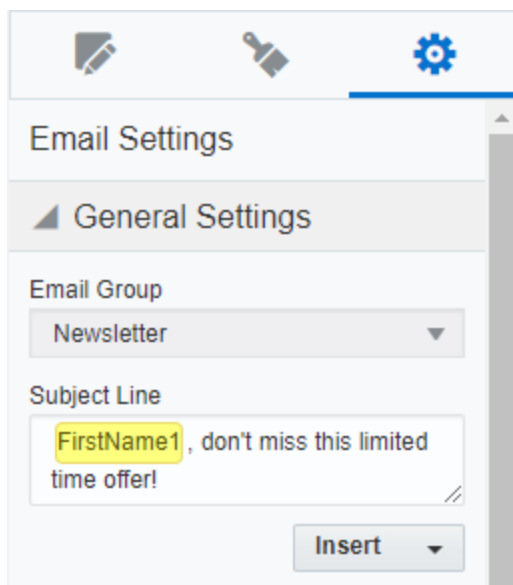 Email Settings
General Settings
Email Group
Newsletter
Subject Line
FirstName1 , don't miss this limited
time offer!
Insert